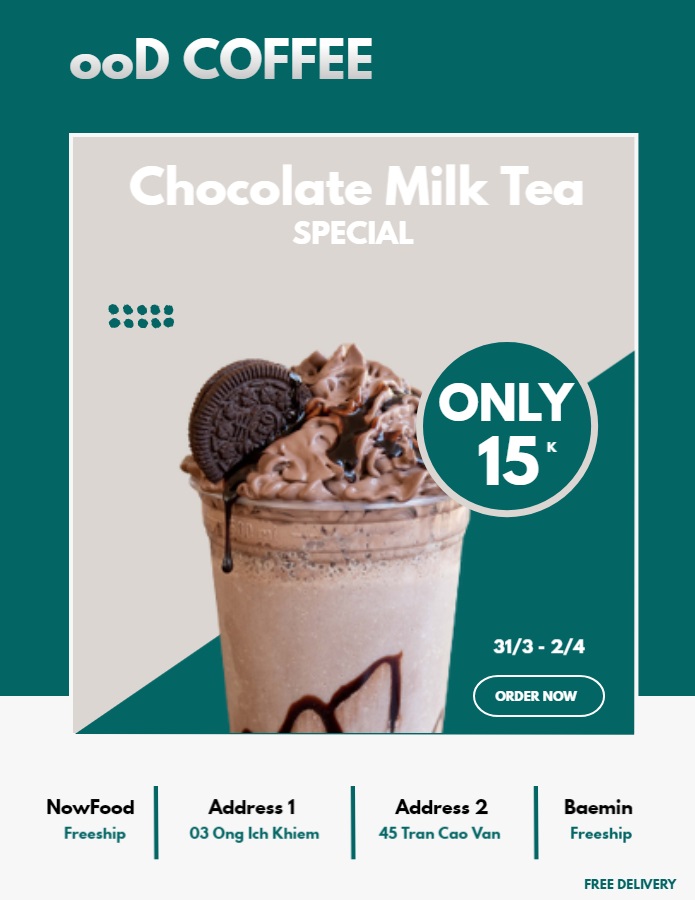 ooD COFFEE
Chocolate Milk Tea
SPECIAL
ONLY
15 K
31/3 - 2/4
ORDER NOW
NowFood
Freeship
Address 1
03 Ong Ich Khiem
Address 2
45 Tran Cao Van
Baemin
Freeship
FREE DELIVERY